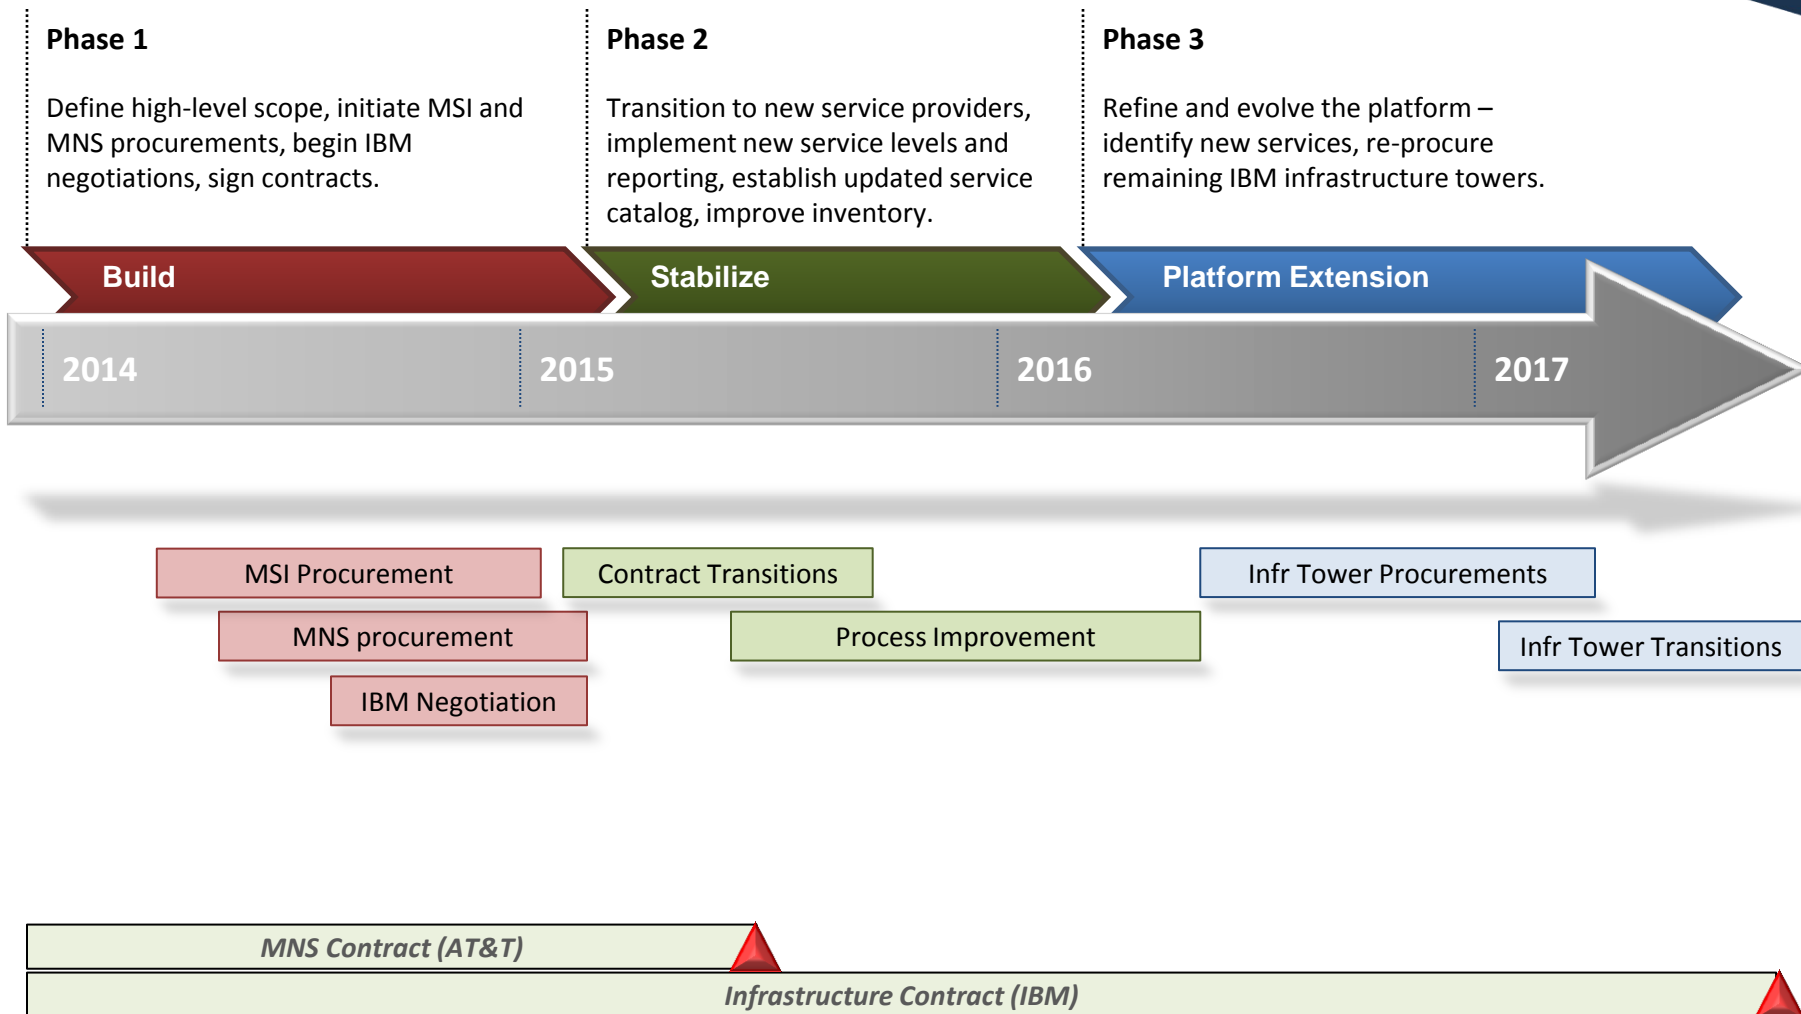 Phase 1
Define high-level scope, initiate MSI and
MNS procurements, begin IBM
negotiations, sign contracts.
Phase 2
Transition to new service providers,
implement new service levels and
reporting, establish updated service
catalog, improve inventory.
Phase 3
Refine and evolve the platform –
identify new services, re-procure
remaining IBM infrastructure towers.
Build
Stabilize
Platform Extension
2014
2015
2016
2017
MSI Procurement
Contract Transitions
Infr Tower Procurements
MNS procurement
Process Improvement
Infr Tower Transitions
IBM Negotiation
MNS Contract (AT&T)
Infrastructure Contract (IBM)